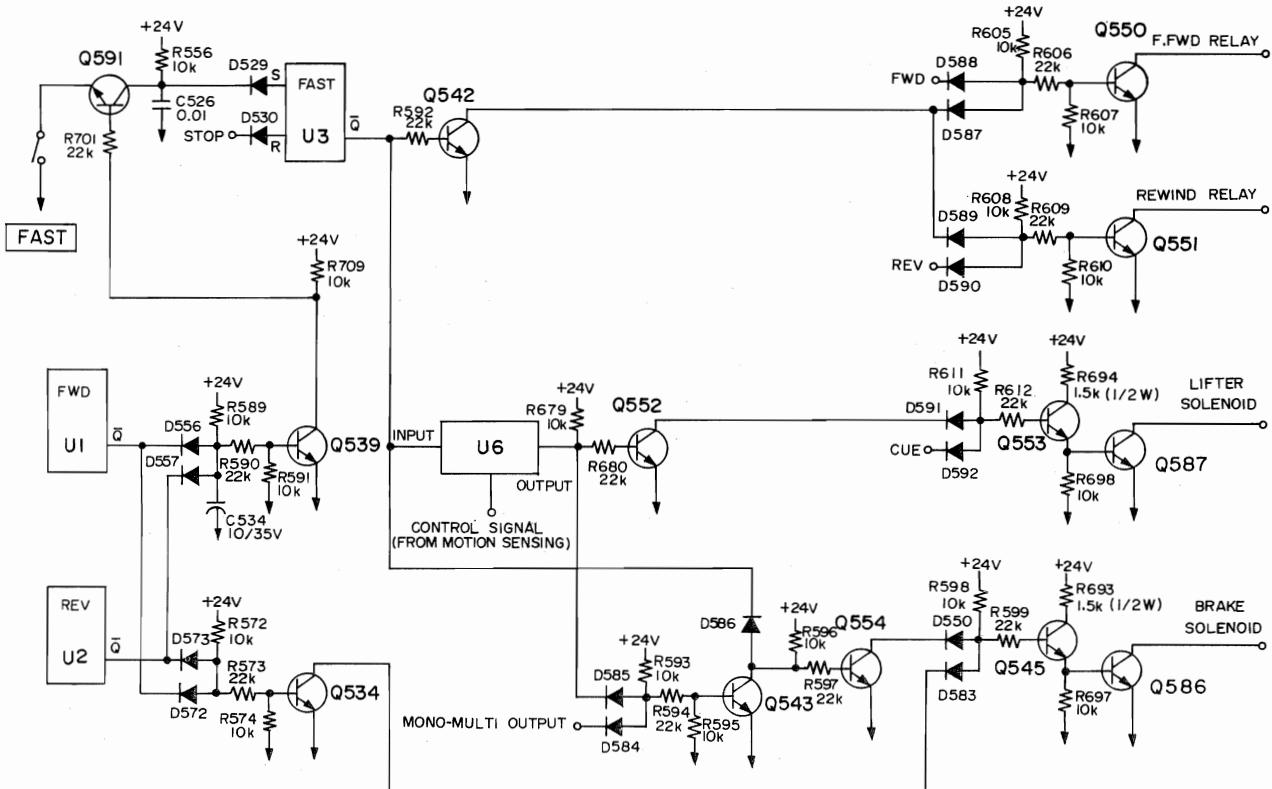 +24V
Q591
R556
10k
C526
0.01
R701
22k
FAST
D529
S
D530
STOP
R
FAST
U3
Q̅
R592
22k
Q542
+24V
R605
10k
R606
22k
Q550
F.FWD RELAY
D588
FWD
D587
R607
10k
+24V
R608
10k
R609
22k
D589
REWIND RELAY
Q551
REV
D590
R610
10k
+24V
R709
10k
FWD
U1
Q̅
+24V
D556
R589
10k
D557
R590
22k
R591
10k
Q539
C534
10/35V
+24V
R679
10k
Q552
INPUT
U6
OUTPUT
R680
22k
CONTROL SIGNAL
(FROM MOTION SENSING)
+24V
R611
10k
+24V
R694
1.5k (1/2W)
LIFTER
SOLENOID
D591
R612
22k
CUE
D592
Q553
Q587
R698
10k
REV
U2
Q̅
+24V
D573
R572
10k
R573
22k
D572
R574
10k
Q534
D586
+24V
R596
10k
Q554
+24V
R593
10k
D585
R594
22k
R595
10k
Q543
R597
22k
MONO-MULTI OUTPUT
D584
+24V
R598
10k
+24V
R693
1.5k (1/2W)
BRAKE
SOLENOID
D550
R599
22k
D583
Q545
Q586
R697
10k